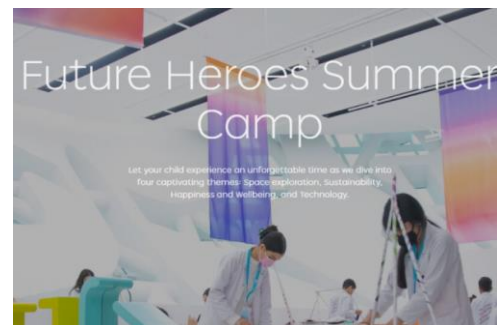 Future Heroes Summer
Camp
Let your child experience an unforgettable time as we dive into
four captivating themes: Space exploration, Sustainability,
Happiness and Wellbeing, and Technology.